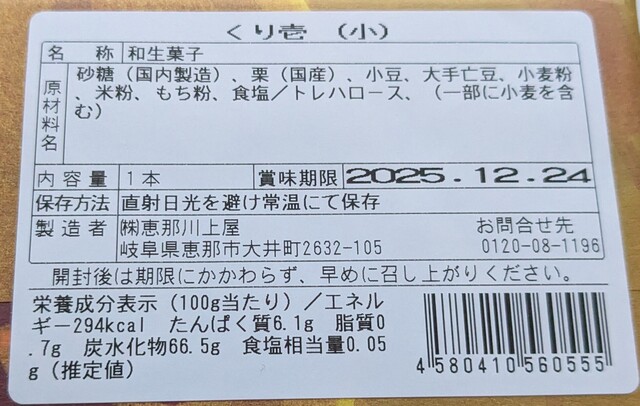 くり壱 (小)
名 称 和生菓子
原材料名 砂糖(国内製造)、栗(国産)、小豆、大手亡豆、小麦粉
、米粉、もち粉、食塩/トレハロース、(一部に小麦を含
む)
内容量 1本 賞味期限 2025.12.24
保存方法 直射日光を避け常温にて保存
製造者 ㈱恵那川上屋 お問合せ先
岐阜県恵那市大井町2632-105 0120-08-1196
開封後は期限にかかわらず、早めに召し上がりください。
栄養成分表示(100g当たり)/エネル
ギー294kcal たんぱく質6.1g 脂質0
.7g 炭水化物66.5g 食塩相当量0.05
g(推定値)
4580410560555